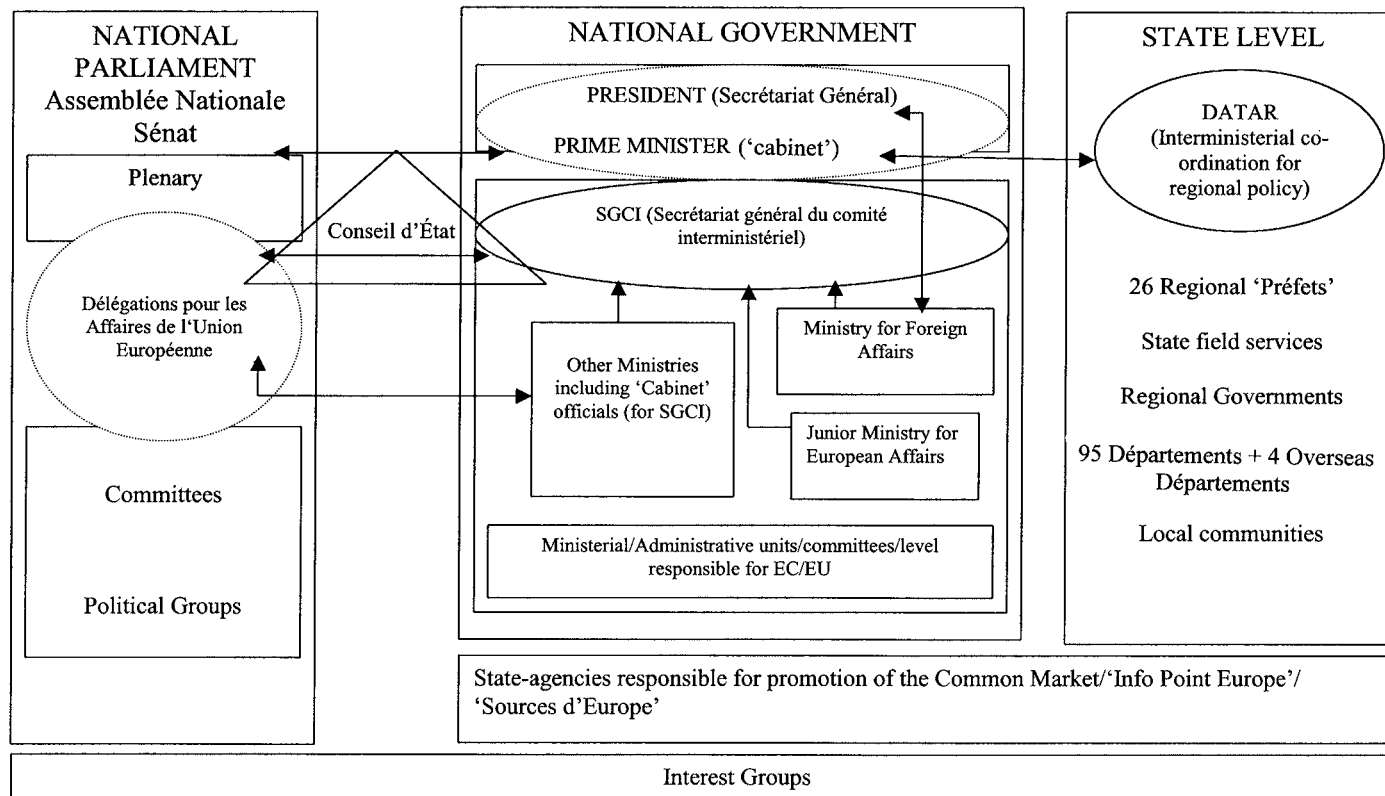 NATIONAL
PARLIAMENT
Assemblée Nationale
Sénat
Plenary
Délégations pour les
Affaires de l‘Union
Européenne
Committees
Political Groups
Conseil d’État
NATIONAL GOVERNMENT
PRESIDENT (Secrétariat Général)
PRIME MINISTER (‘cabinet’)
SGCI (Secrétariat général du comité
interministériel)
Other Ministries
including ‘Cabinet’
officials (for SGCI)
Ministry for Foreign
Affairs
Junior Ministry for
European Affairs
Ministerial/Administrative units/committees/level
responsible for EC/EU
STATE LEVEL
DATAR
(Interministerial co-
ordination for
regional policy)
26 Regional ‘Préfets’
State field services
Regional Governments
95 Départements + 4 Overseas
Départements
Local communities
State-agencies responsible for promotion of the Common Market/‘Info Point Europe’/
‘Sources d’Europe’
Interest Groups